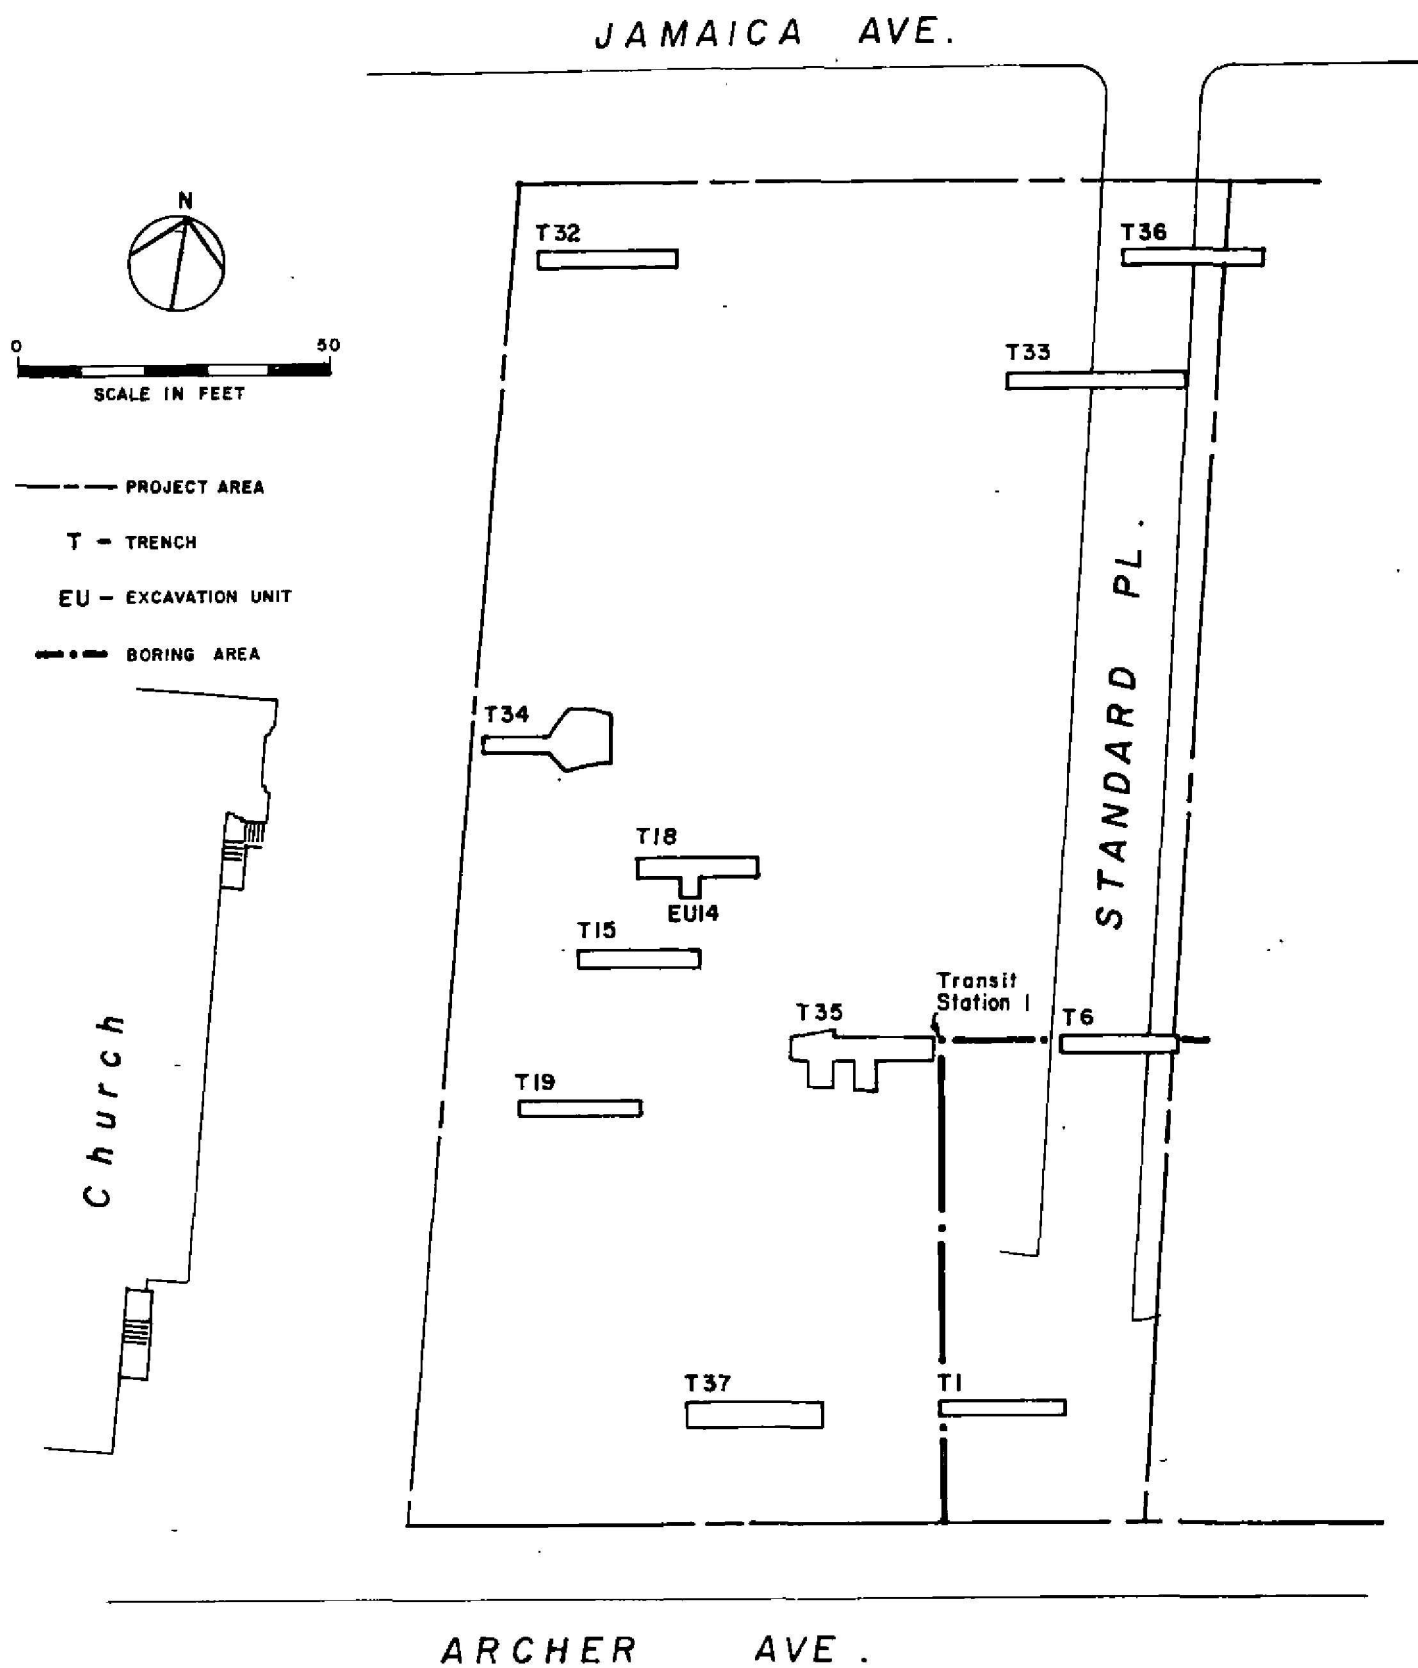 JAMAICA AVE.
N
T32
T36
0 50
SCALE IN FEET
T33
PROJECT AREA
T - TRENCH
EU - EXCAVATION UNIT
BORING AREA
STANDARD PL.
T34
T18
EU14
T15
Transit
Station 1
T35
T6
Church
T19
T37
T1
ARCHER AVE.